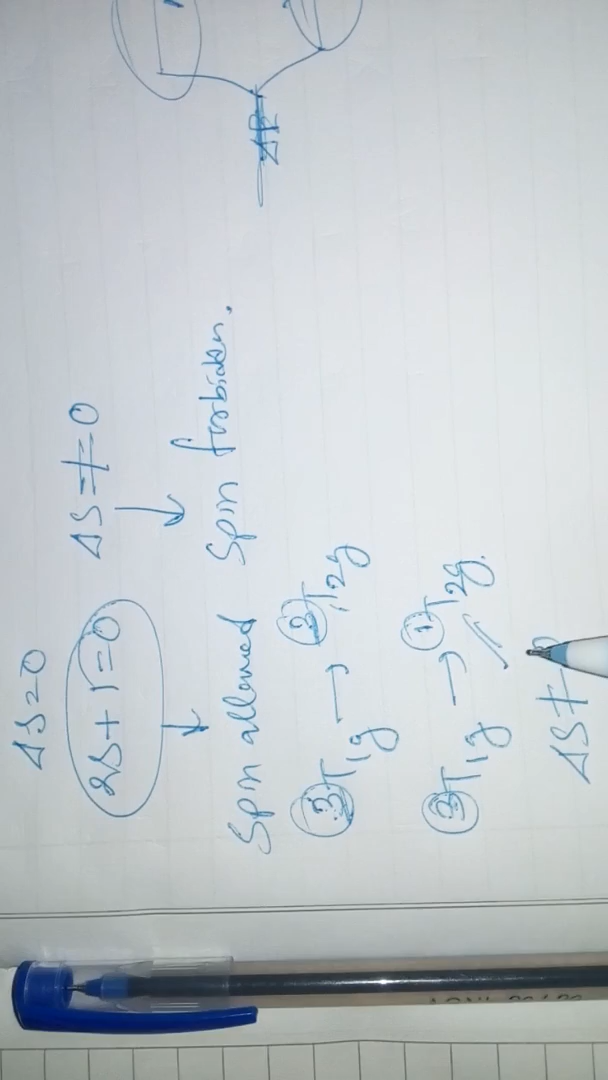 ΔS=0
2S+1=0 ΔS≠0
↓ ↓
Spin allowed Spin forbidden.
³T₁g → ³T₂g
³T₁g → ¹T₂g.
ΔS≠